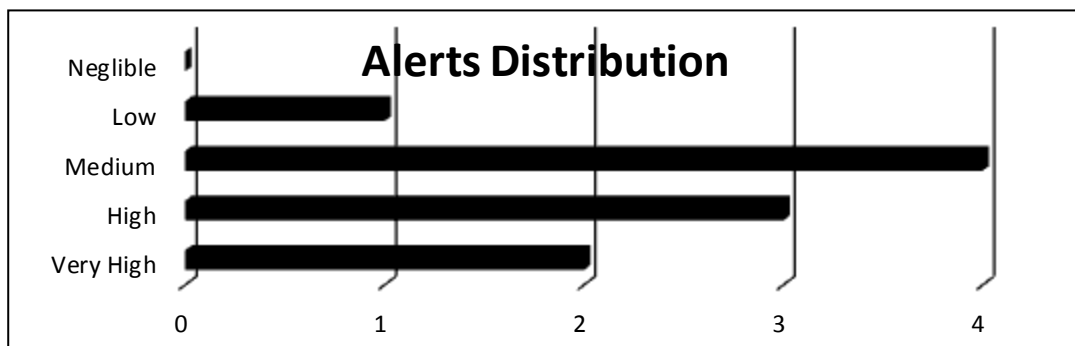 Alerts Distribution
Neglible
Low
Medium
High
Very High
0 1 2 3 4